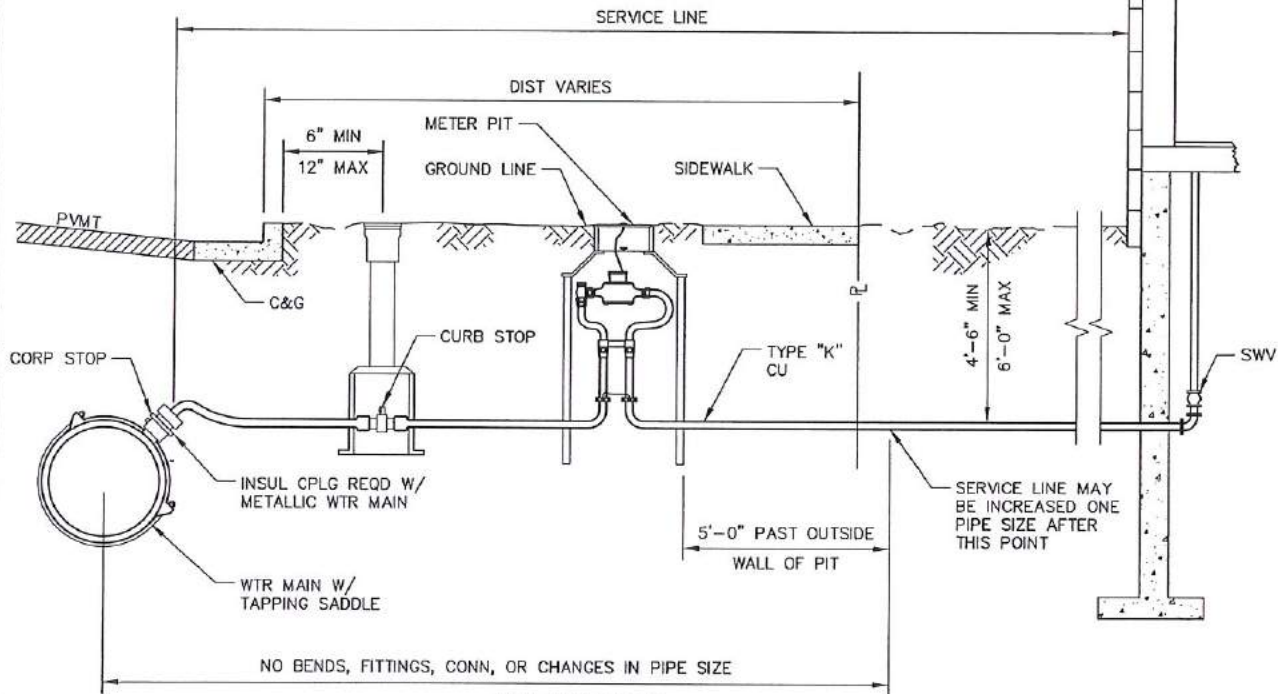 SERVICE LINE
DIST VARIES
6" MIN
12" MAX
METER PIT
GROUND LINE
SIDEWALK
PVMT
C&G
CORP STOP
CURB STOP
PL
TYPE "K"
CU
4'-6" MIN
6'-0" MAX
SWV
INSUL CPLG REQD W/
METALLIC WTR MAIN
SERVICE LINE MAY
BE INCREASED ONE
PIPE SIZE AFTER
THIS POINT
5'-0" PAST OUTSIDE
WALL OF PIT
WTR MAIN W/
TAPPING SADDLE
NO BENDS, FITTINGS, CONN, OR CHANGES IN PIPE SIZE